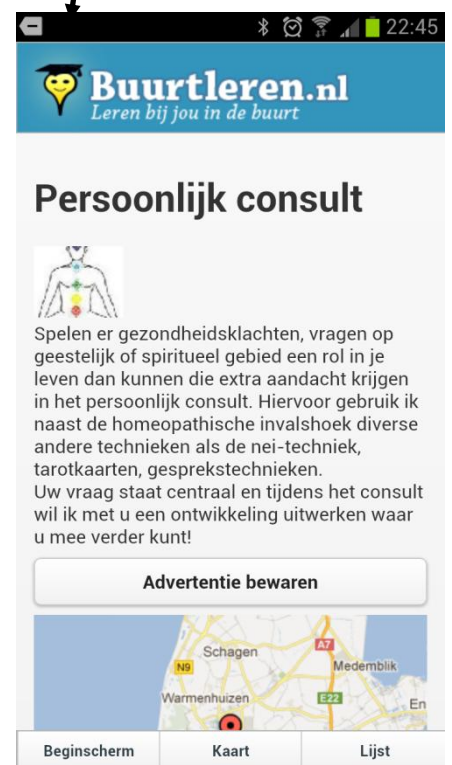 22:45
Buurtleren.nl
Leren bij jou in de buurt
Persoonlijk consult
Spelen er gezondheidsklachten, vragen op
geestelijk of spiritueel gebied een rol in je
leven dan kunnen die extra aandacht krijgen
in het persoonlijk consult. Hiervoor gebruik ik
naast de homeopathische invalshoek diverse
andere technieken als de nei-techniek,
tarotkaarten, gesprekstechnieken.
Uw vraag staat centraal en tijdens het consult
wil ik met u een ontwikkeling uitwerken waar
u mee verder kunt!
Advertentie bewaren
Schagen
A7
N9
Medemblik
Warmenhuizen
E22
En
Beginscherm Kaart Lijst